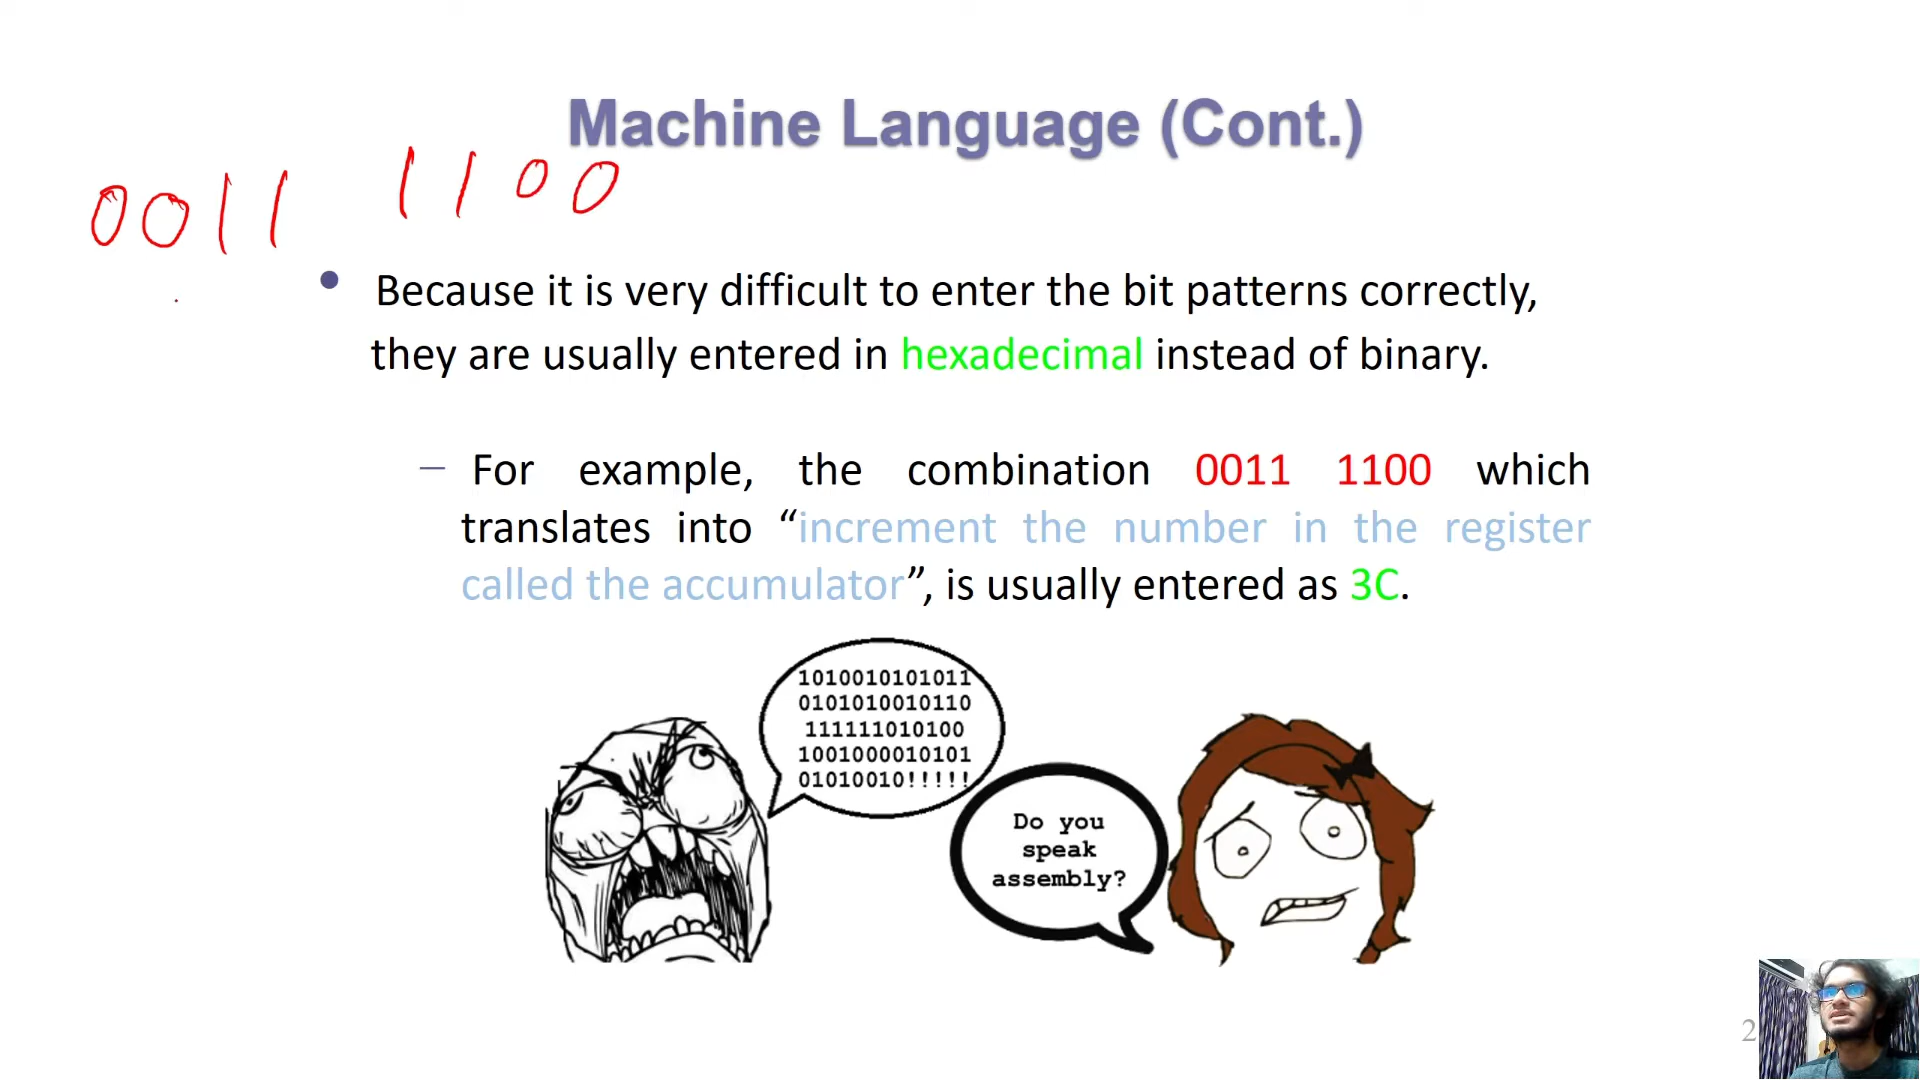 Machine Language (Cont.)
0011 1100
• Because it is very difficult to enter the bit patterns correctly,
they are usually entered in hexadecimal instead of binary.
– For example, the combination 0011 1100 which
translates into “increment the number in the register
called the accumulator”, is usually entered as 3C.
1010010101011
0101010010110
111111010100
1001000010101
01010010!!!!!
Do you
speak
assembly?
2